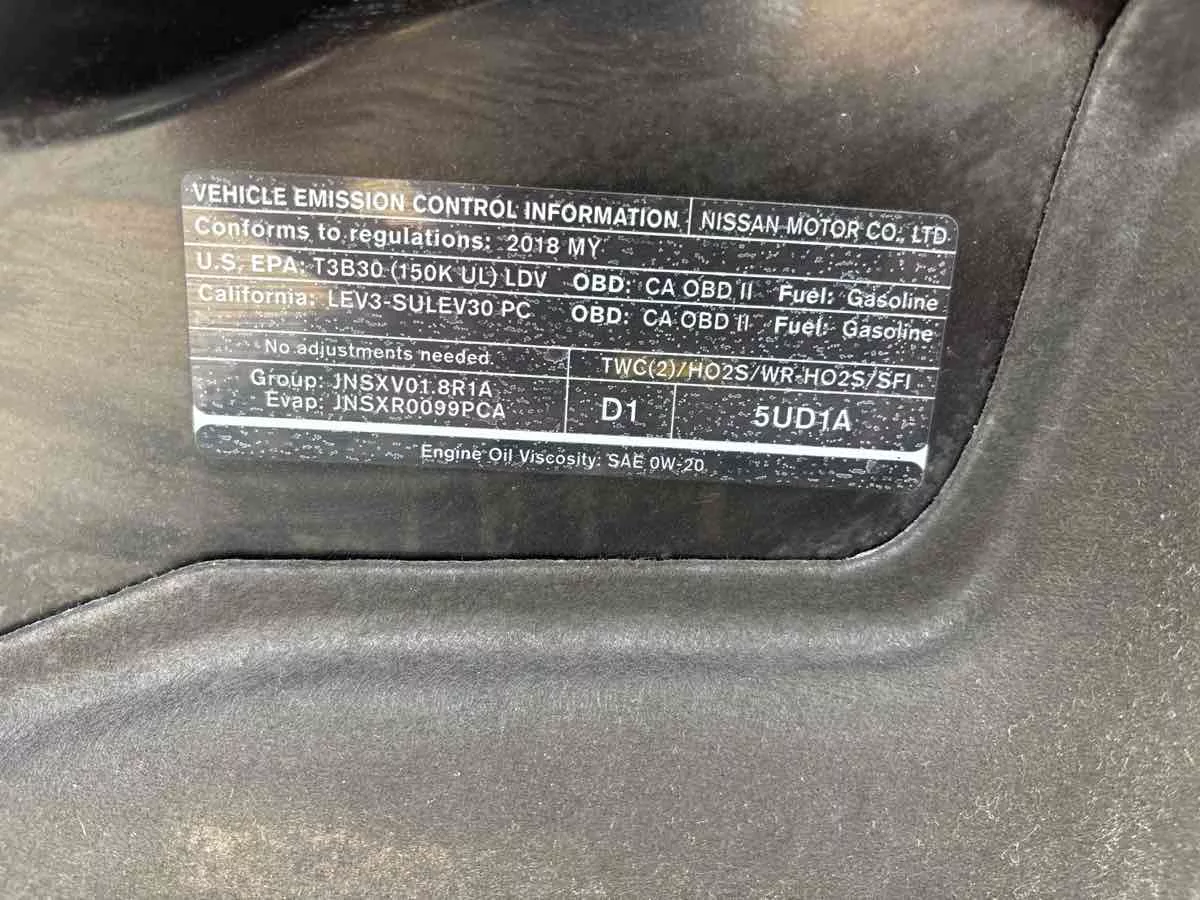 VEHICLE EMISSION CONTROL INFORMATION NISSAN MOTOR CO., LTD.
Conforms to regulations: 2018 MY
U.S. EPA: T3B30 (150K UL) LDV OBD: CA OBD II Fuel: Gasoline
California: LEV3-SULEV30 PC OBD: CA OBD II Fuel: Gasoline
No adjustments needed.
TWC(2)/HO2S/WR-HO2S/SFI
Group: JNSXV01.8R1A
Evap: JNSXR0099PCA
D1 5UD1A
Engine Oil Viscosity: SAE 0W-20